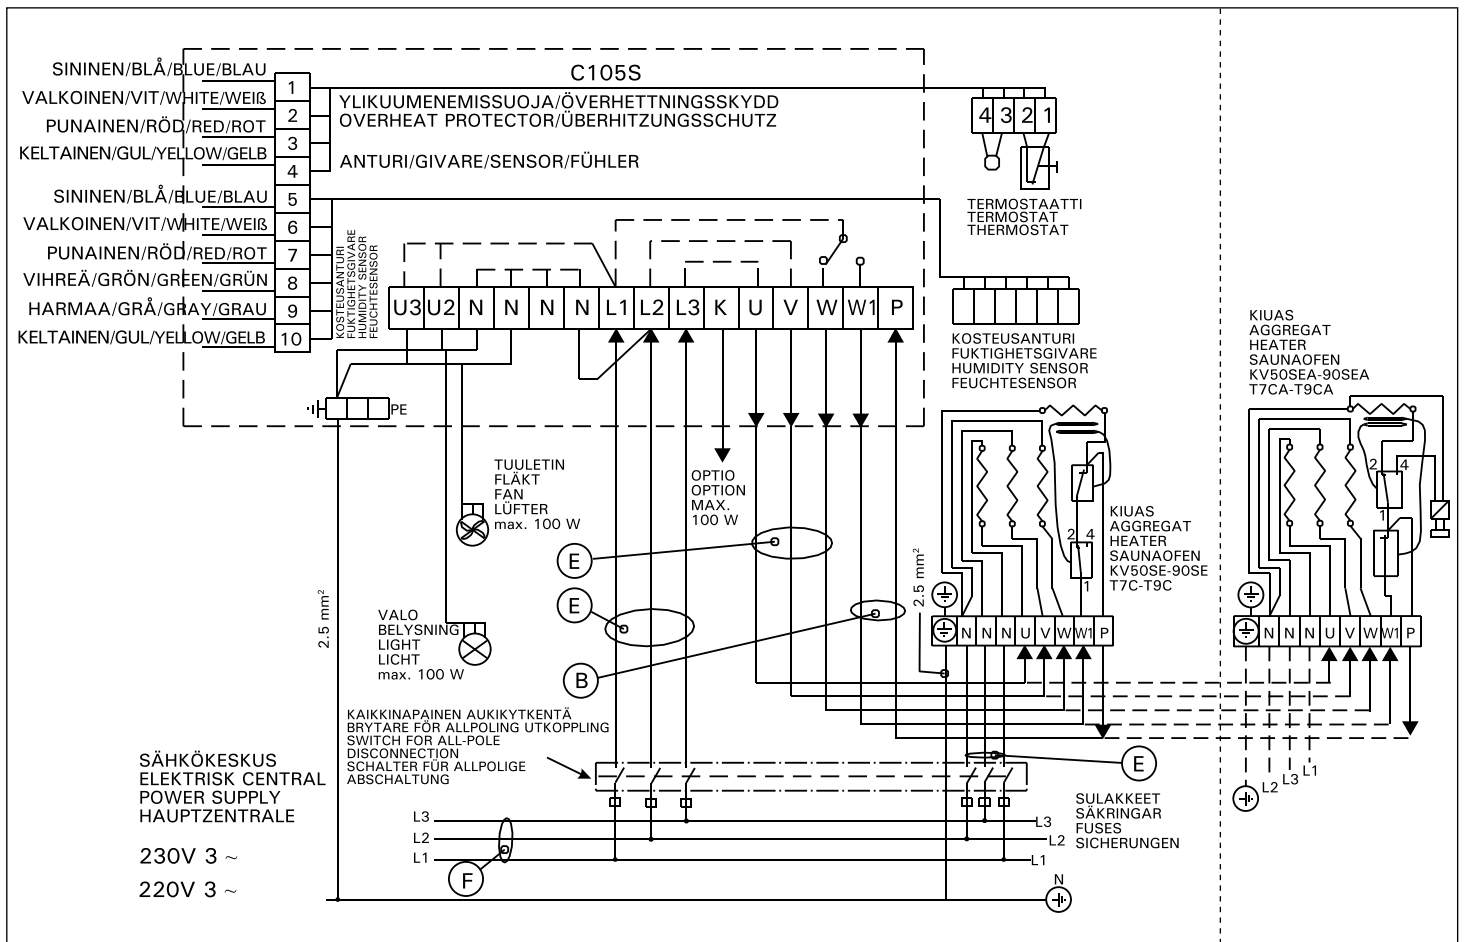 SININEN/BLÅ/BLUE/BLAU
VALKOINEN/VIT/WHITE/WEIß
PUNAINEN/RÖD/RED/ROT
KELTAINEN/GUL/YELLOW/GELB
SININEN/BLÅ/BLUE/BLAU
VALKOINEN/VIT/WHITE/WEIß
PUNAINEN/RÖD/RED/ROT
VIHREÄ/GRÖN/GREEN/GRÜN
HARMAA/GRÅ/GRAY/GRAU
KELTAINEN/GUL/YELLOW/GELB
1
2
3
4
5
6
7
8
9
10
C105S
YLIKUUMENEMISSUOJA/ÖVERHETTNINGSSKYDD
OVERHEAT PROTECTOR/ÜBERHITZUNGSSCHUTZ
ANTURI/GIVARE/SENSOR/FÜHLER
KOSTEUSANTURI
FUKTIGHETSGIVARE
HUMIDITY SENSOR
FEUCHTESENSOR
4 3 2 1
TERMOSTAATTI
TERMOSTAT
THERMOSTAT
U3 U2 N N N N L1 L2 L3 K U V W W1 P
KOSTEUSANTURI
FUKTIGHETSGIVARE
HUMIDITY SENSOR
FEUCHTESENSOR
KIUAS
AGGREGAT
HEATER
SAUNAOFEN
KV50SEA-90SEA
T7CA-T9CA
PE
TUULETIN
FLÄKT
FAN
LÜFTER
max. 100 W
OPTIO
OPTION
MAX.
100 W
E
E
B
2.5 mm²
2.5 mm²
VALO
BELYSNING
LIGHT
LICHT
max. 100 W
2 4
1
KIUAS
AGGREGAT
HEATER
SAUNAOFEN
KV50SE-90SE
T7C-T9C
N N N U V W W1 P
2 4
1
N N N U V W W1 P
L2 L3 L1
KAIKKINAPAINEN AUKIKYTKENTÄ
BRYTARE FÖR ALLPOLING UTKOPPLING
SWITCH FOR ALL-POLE
DISCONNECTION
SCHALTER FÜR ALLPOLIGE
ABSCHALTUNG
E
SÄHKÖKESKUS
ELEKTRISK CENTRAL
POWER SUPPLY
HAUPTZENTRALE
230V 3 ~
220V 3 ~
L3
L2
L1
F
L3
L2
L1
N
SULAKKEET
SÄKRINGAR
FUSES
SICHERUNGEN